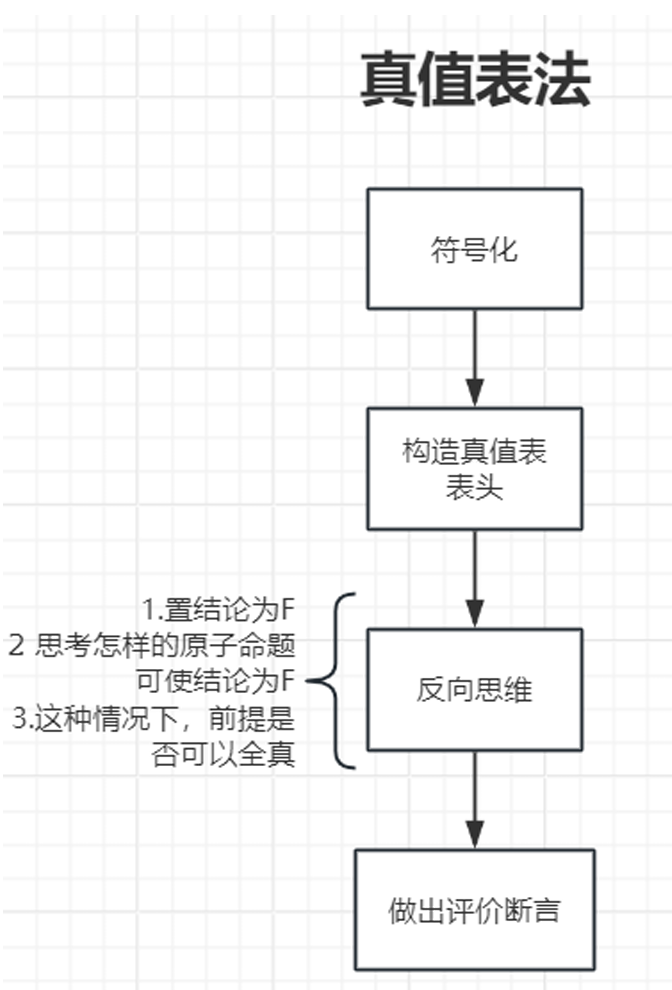 真值表法
符号化
构造真值表
表头
1.置结论为F
2 思考怎样的原子命题
可使结论为F
3.这种情况下，前提是
否可以全真
反向思维
做出评价断言